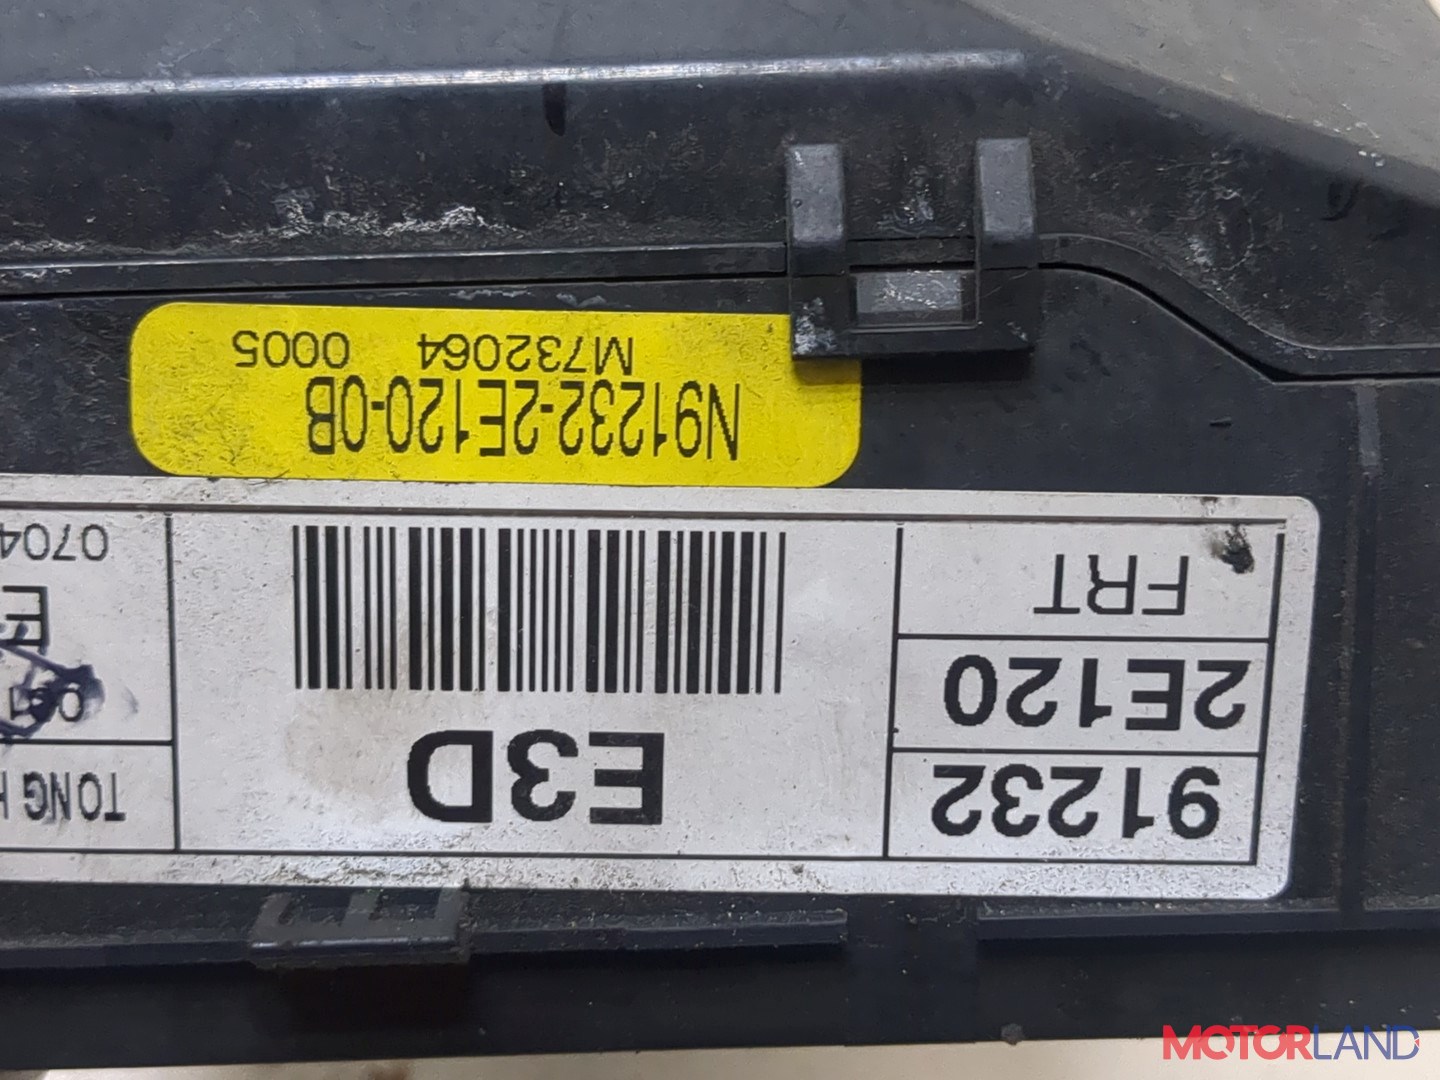 91232
2E120
FRT
E3D
TONG
0704
N91232-2E120-0B
M732064 0005
MOTORLAND